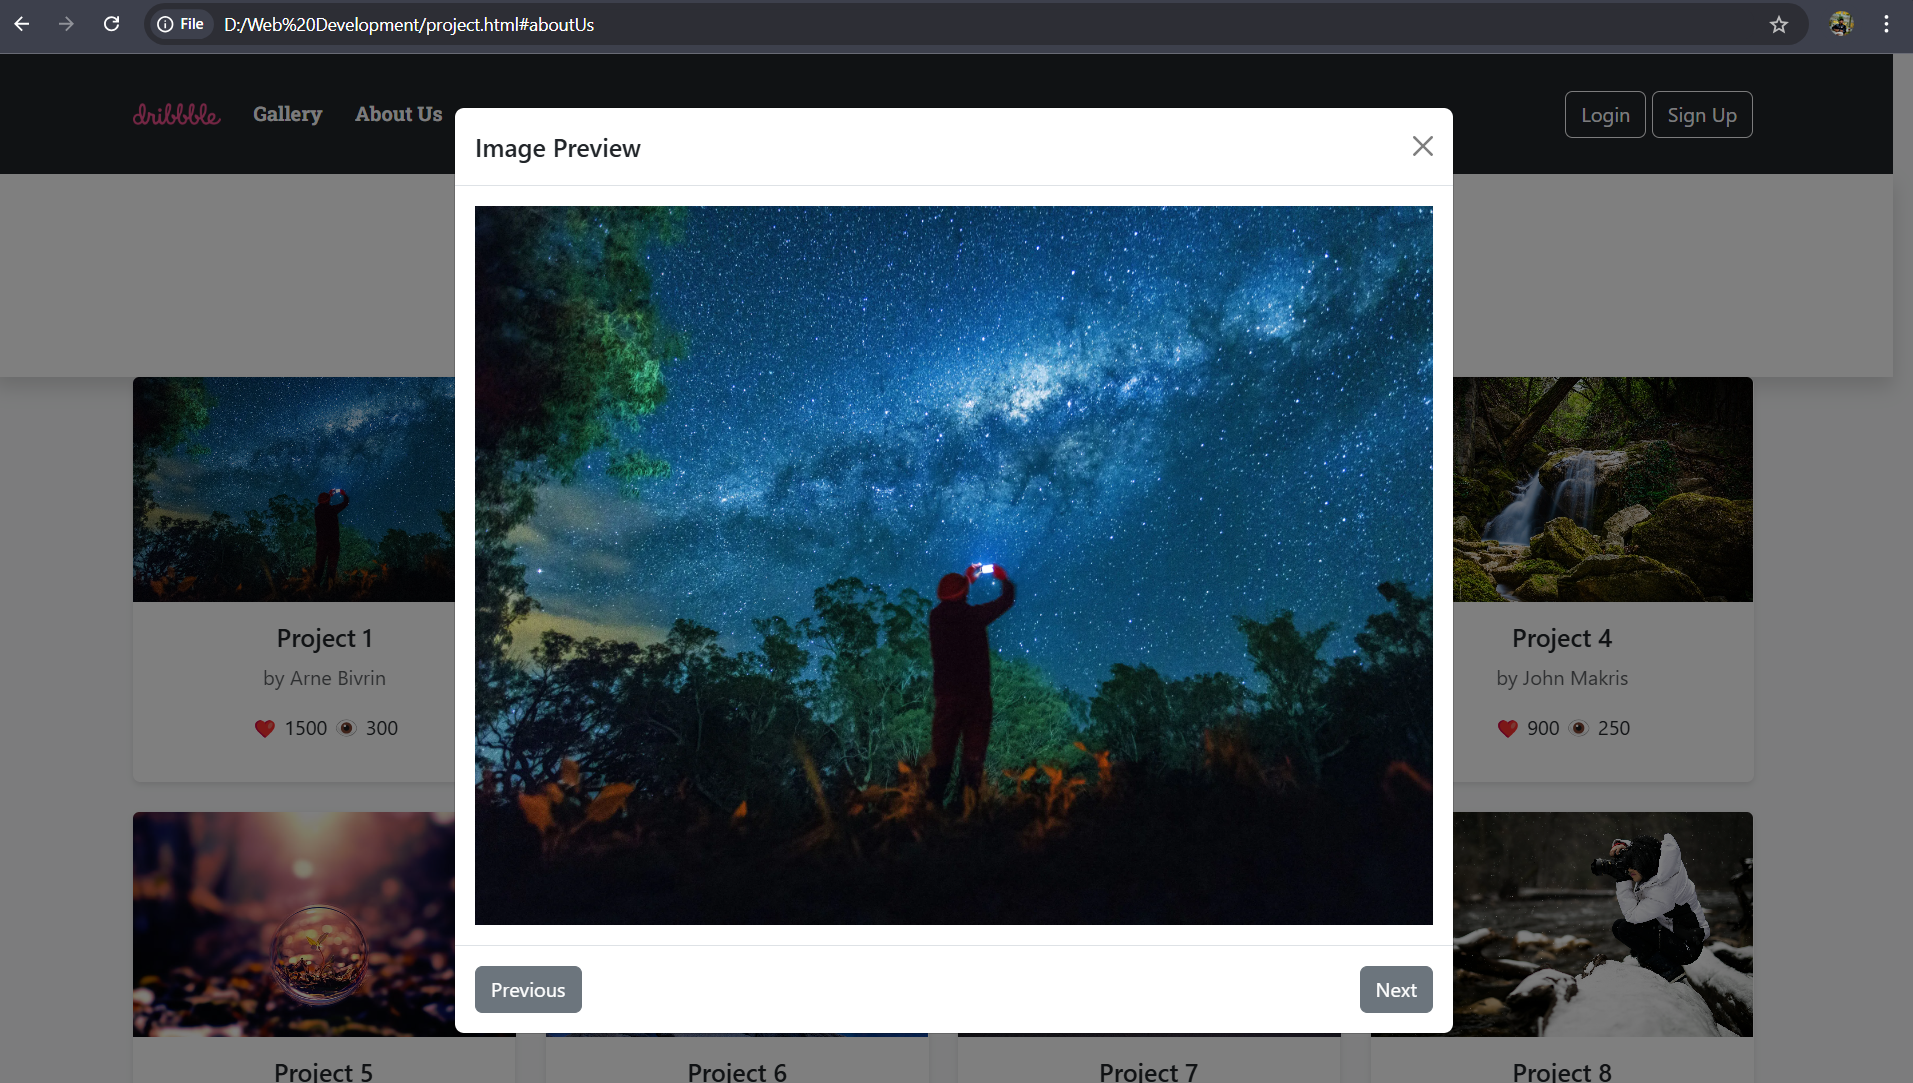 File D:/Web%20Development/project.html#aboutUs
dribbble Gallery About Us Login Sign Up
Image Preview
Project 1
by Arne Bivrin
1500 300
Project 4
by John Makris
900 250
Previous Next
Project 5 Project 6 Project 7 Project 8